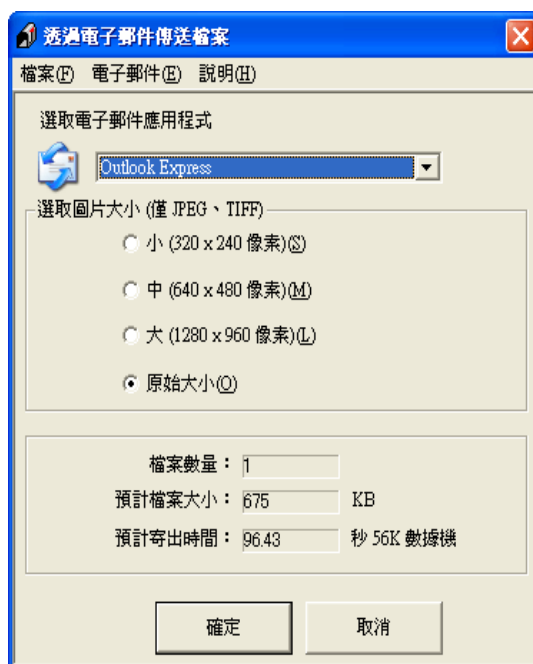 透過電子郵件傳送檔案
檔案(F) 電子郵件(E) 說明(H)
選取電子郵件應用程式
Outlook Express
選取圖片大小 (僅 JPEG、TIFF)
小 (320 x 240 像素)(S)
中 (640 x 480 像素)(M)
大 (1280 x 960 像素)(L)
原始大小(O)
檔案數量： 1
預計檔案大小： 675 KB
預計寄出時間： 96.43 秒 56K 數據機
確定 取消